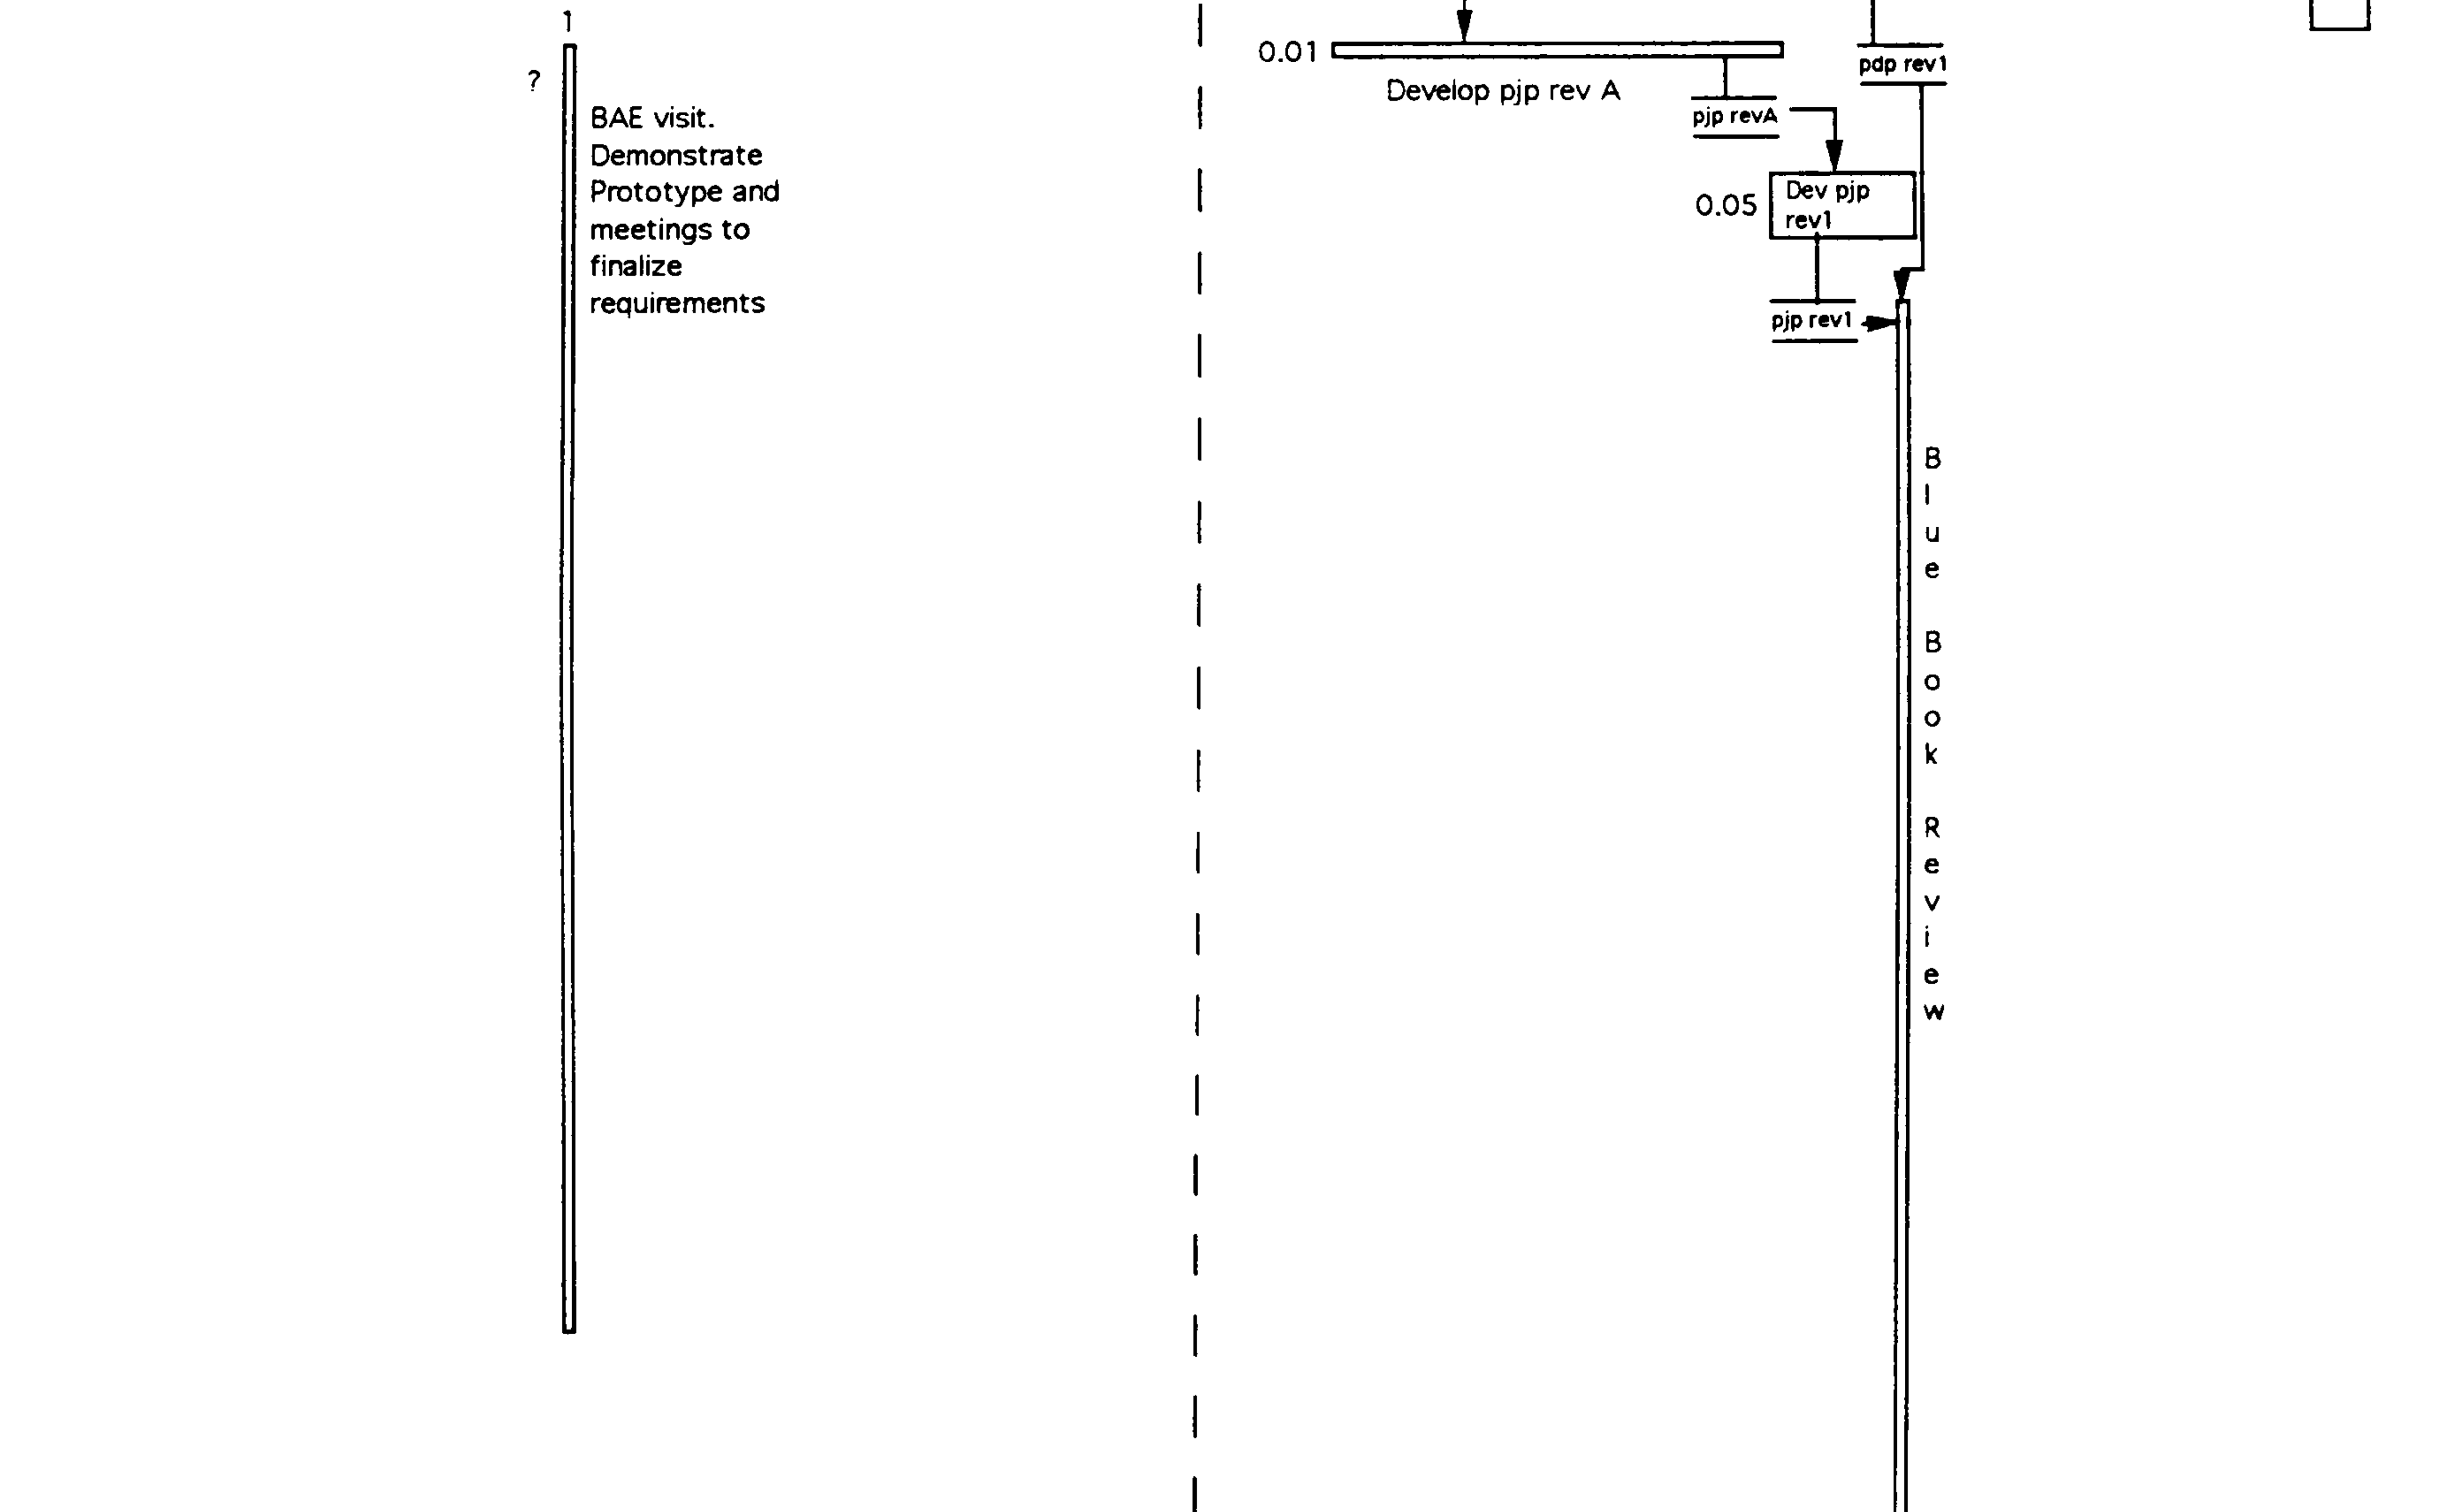 1
?
BAE visit.
Demonstrate
Prototype and
meetings to
finalize
requirements
0.01
Develop pjp rev A
pdp rev1
pjp revA
0.05
Dev pjp
rev1
pjp rev1
B
l
u
e
B
o
o
k
R
e
v
i
e
w